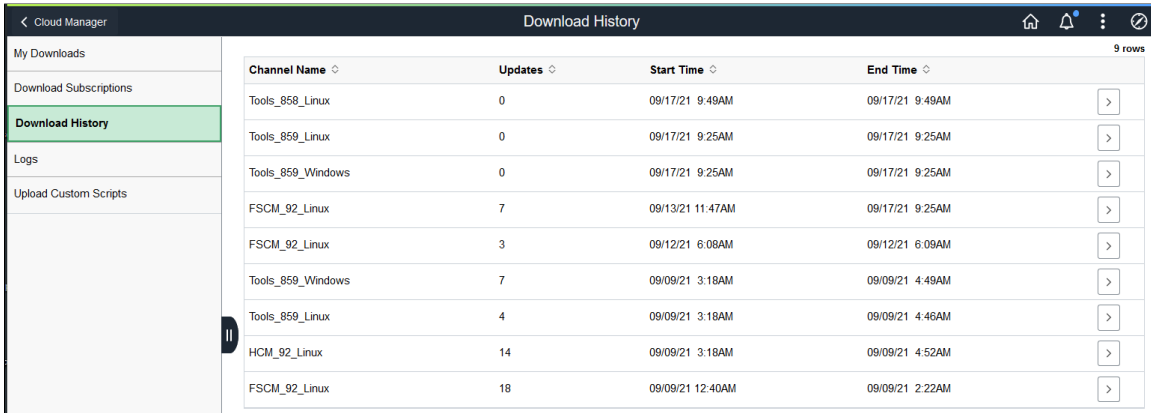 Cloud Manager
Download History
My Downloads
Download Subscriptions
Download History
Logs
Upload Custom Scripts
9 rows
Channel Name Updates Start Time End Time
Tools_858_Linux 0 09/17/21 9:49AM 09/17/21 9:49AM
Tools_859_Linux 0 09/17/21 9:25AM 09/17/21 9:25AM
Tools_859_Windows 0 09/17/21 9:25AM 09/17/21 9:25AM
FSCM_92_Linux 7 09/13/21 11:47AM 09/17/21 9:25AM
FSCM_92_Linux 3 09/12/21 6:08AM 09/12/21 6:09AM
Tools_859_Windows 7 09/09/21 3:18AM 09/09/21 4:49AM
Tools_859_Linux 4 09/09/21 3:18AM 09/09/21 4:46AM
HCM_92_Linux 14 09/09/21 3:18AM 09/09/21 4:52AM
FSCM_92_Linux 18 09/09/21 12:40AM 09/09/21 2:22AM